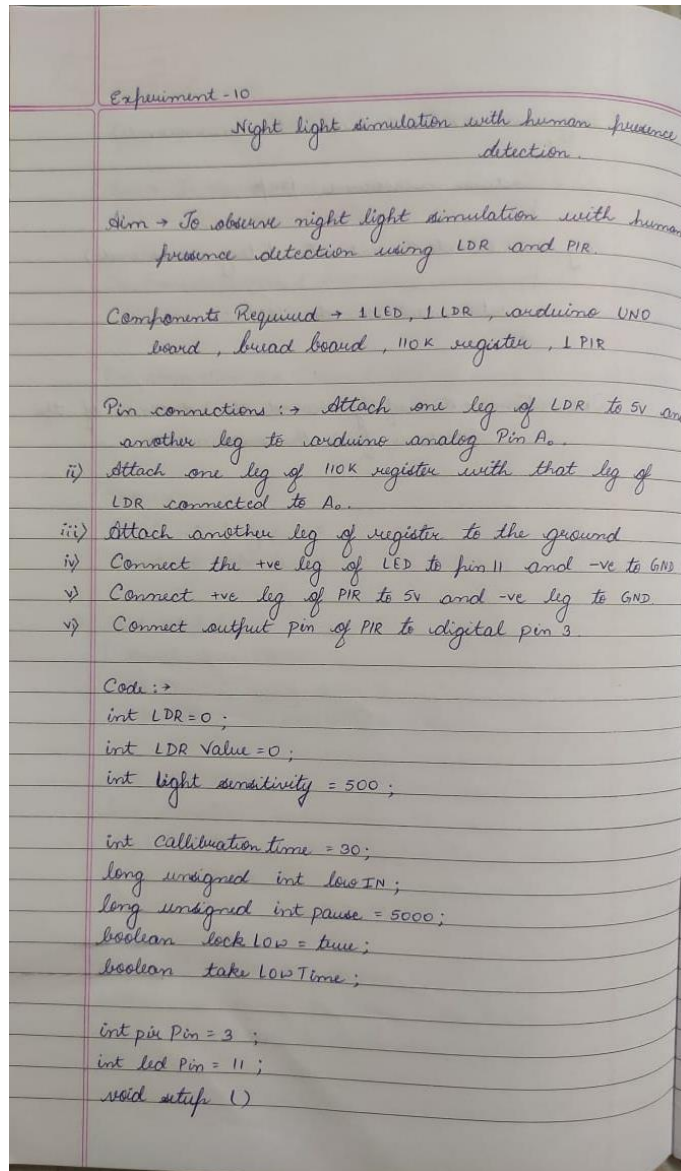 Experiment - 10
Night light simulation with human presence
detection.
Aim → To observe night light simulation with human
presence detection using LDR and PIR.
Components Required → 1 LED, 1 LDR, arduino UNO
board, bread board, 110K register, 1 PIR
Pin connections :→ Attach one leg of LDR to 5v and
another leg to arduino analog Pin A₀.
ii) Attach one leg of 110K register with that leg of
LDR connected to A₀.
iii) Attach another leg of register to the ground
iv) Connect the +ve leg of LED to pin 11 and -ve to GND
v) Connect +ve leg of PIR to 5v and -ve leg to GND.
vi) Connect output pin of PIR to digital pin 3.
Code :→
int LDR = 0 ;
int LDR Value = 0 ;
int light sensitivity = 500 ;
int callibration time = 30;
long unsigned int low IN ;
long unsigned int pause = 5000 ;
boolean lock Low = true ;
boolean take Low Time ;
int pir Pin = 3 ;
int led Pin = 11 ;
void setup ()